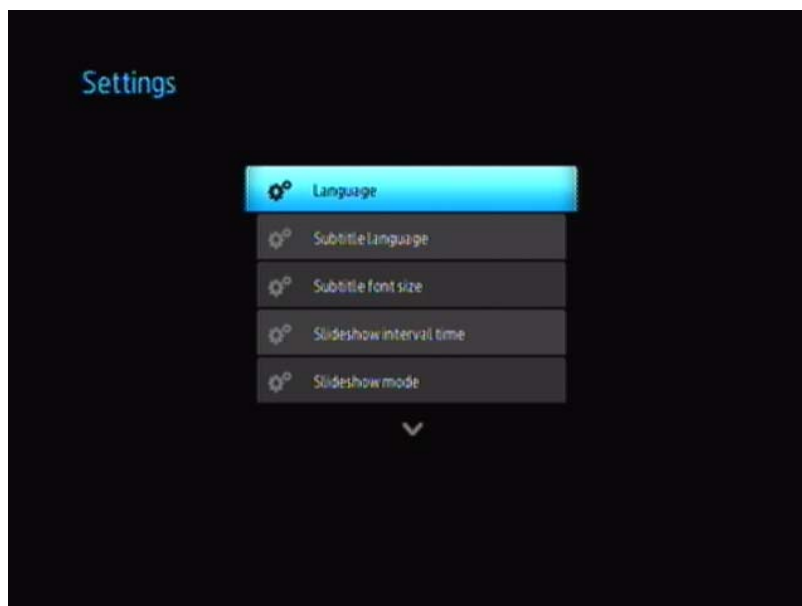 Settings
Language
Subtitle language
Subtitle font size
Slideshow interval time
Slideshow mode